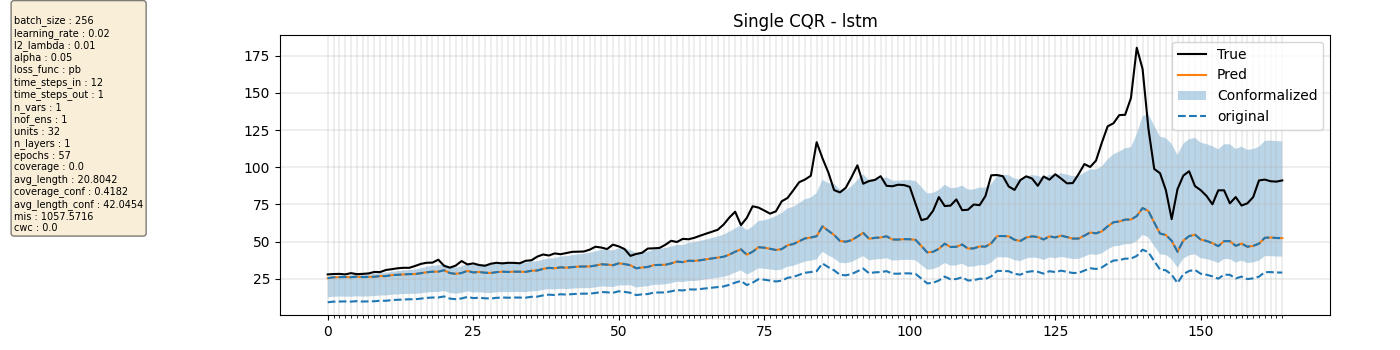 batch_size : 256
learning_rate : 0.02
l2_lambda : 0.01
alpha : 0.05
loss_func : pb
time_steps_in : 12
time_steps_out : 1
n_vars : 1
nof_ens : 1
units : 32
n_layers : 1
epochs : 57
coverage : 0.0
avg_length : 20.8042
coverage_conf : 0.4182
avg_length_conf : 42.0454
mis : 1057.5716
cwc : 0.0
Single CQR - lstm
175
150
125
100
75
50
25
0 25 50 75 100 125 150
True
Pred
Conformalized
original